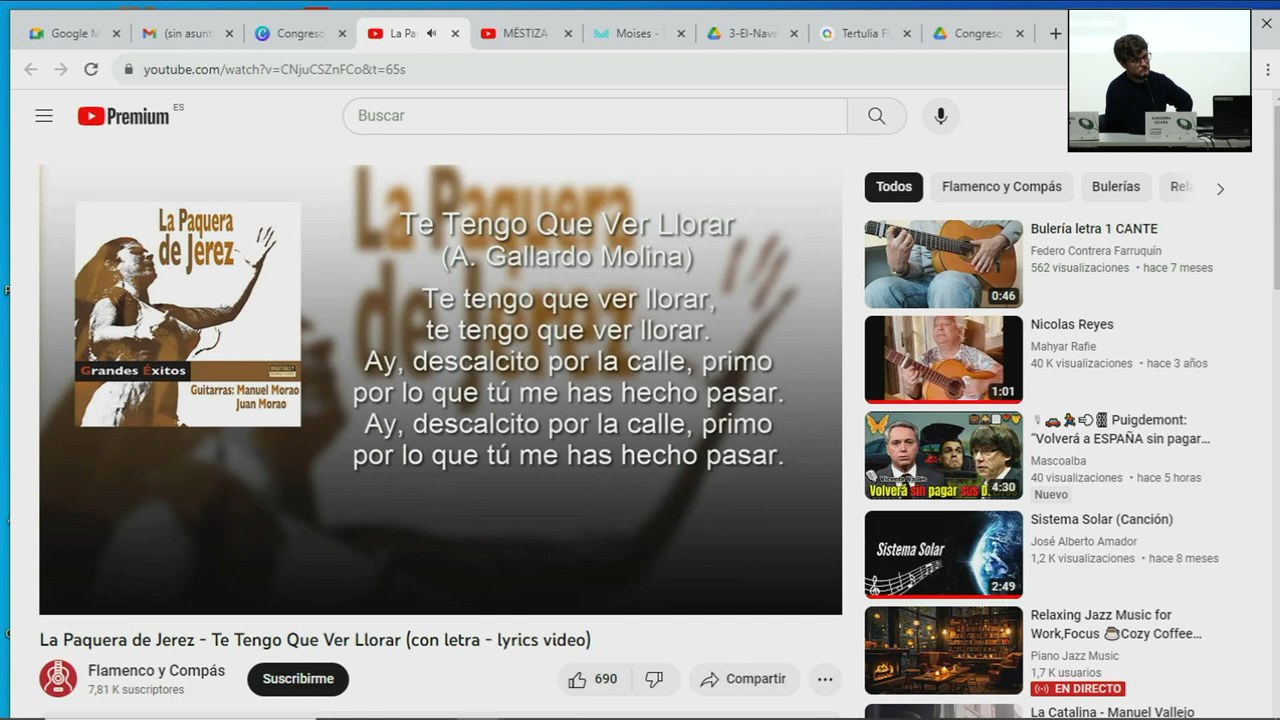 Google M
(sin asunt
Congreso
La Pa
MËSTIZA
Moises - T
3-El-Nave
Tertulia Fl
Congreso
youtube.com/watch?v=CNjuCSZnFCo&t=65s
Premium ES
Buscar
La Paquera
de Jerez
Grandes Éxitos
Guitarras: Manuel Morao
Juan Morao
Te Tengo Que Ver Llorar
(A. Gallardo Molina)
Te tengo que ver llorar,
te tengo que ver llorar.
Ay, descalcito por la calle, primo
por lo que tú me has hecho pasar.
Ay, descalcito por la calle, primo
por lo que tú me has hecho pasar.
La Paquera de Jerez - Te Tengo Que Ver Llorar (con letra - lyrics video)
Flamenco y Compás
7,81 K suscriptores
Suscribirme
690
Compartir
Todos
Flamenco y Compás
Bulerías
Rela
0:46
Bulería letra 1 CANTE
Federo Contrera Farruquín
562 visualizaciones • hace 7 meses
1:01
Nicolas Reyes
Mahyar Rafie
40 K visualizaciones • hace 3 años
Volverá sin pagar sus D
4:30
Puigdemont:
“Volverá a ESPAÑA sin pagar…
Mascoalba
40 visualizaciones • hace 5 horas
Nuevo
Sistema Solar
2:49
Sistema Solar (Canción)
José Alberto Amador
1,2 K visualizaciones • hace 8 meses
Relaxing Jazz Music for
Work,Focus ☕Cozy Coffee…
Piano Jazz Music
1,7 K usuarios
EN DIRECTO
La Catalina - Manuel Vallejo